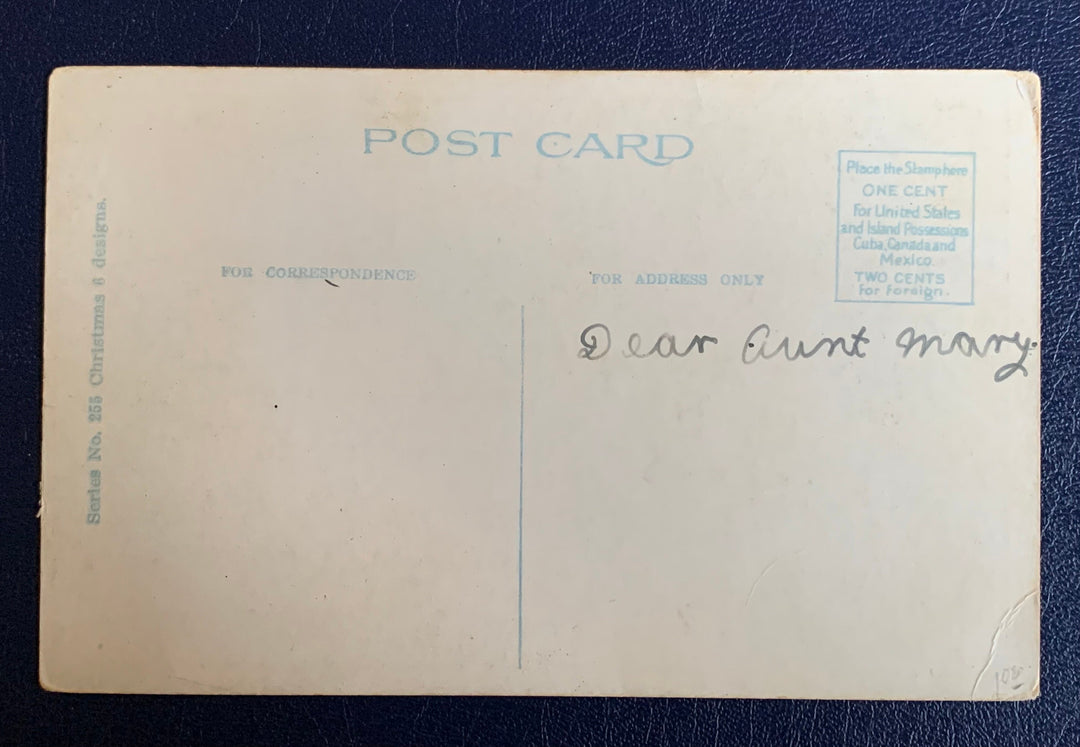 POST CARD
Place the Stamp here
ONE CENT
For United States
and Island Possessions
Cuba, Canada and
Mexico.
TWO CENTS
For Foreign.
FOR CORRESPONDENCE
FOR ADDRESS ONLY
Dear Aunt Mary.
Series No. 255 Christmas 6 designs.